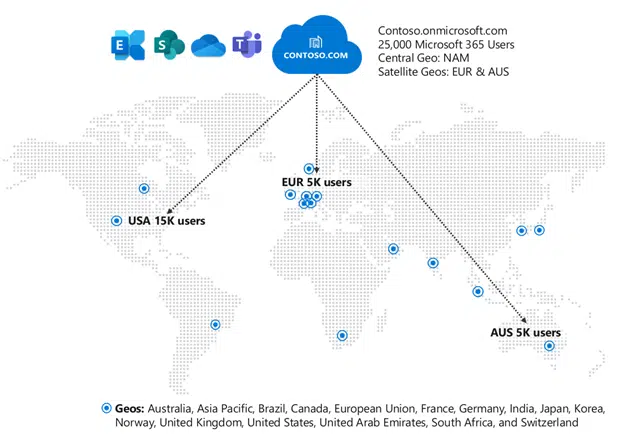 E
S
T
CONTOSO.COM
Contoso.onmicrosoft.com
25,000 Microsoft 365 Users
Central Geo: NAM
Satellite Geos: EUR & AUS
EUR 5K users
USA 15K users
AUS 5K users
Geos: Australia, Asia Pacific, Brazil, Canada, European Union, France, Germany, India, Japan, Korea,
Norway, United Kingdom, United States, United Arab Emirates, South Africa, and Switzerland